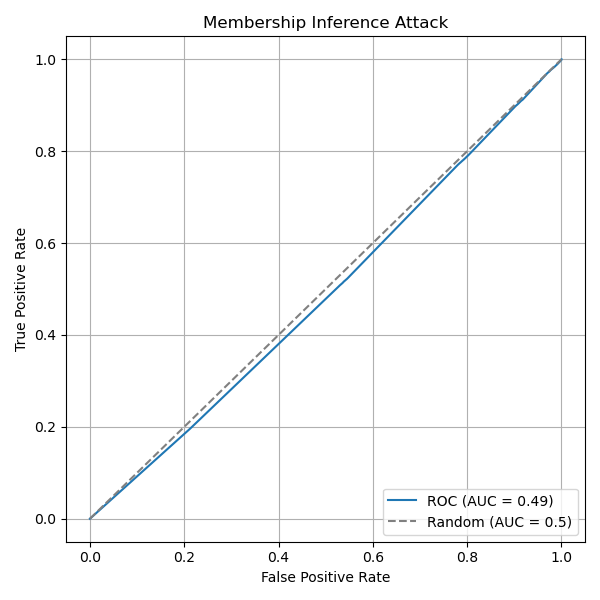 Membership Inference Attack
True Positive Rate
1.0
0.8
0.6
0.4
0.2
0.0
0.0 0.2 0.4 0.6 0.8 1.0
False Positive Rate
ROC (AUC = 0.49)
Random (AUC = 0.5)